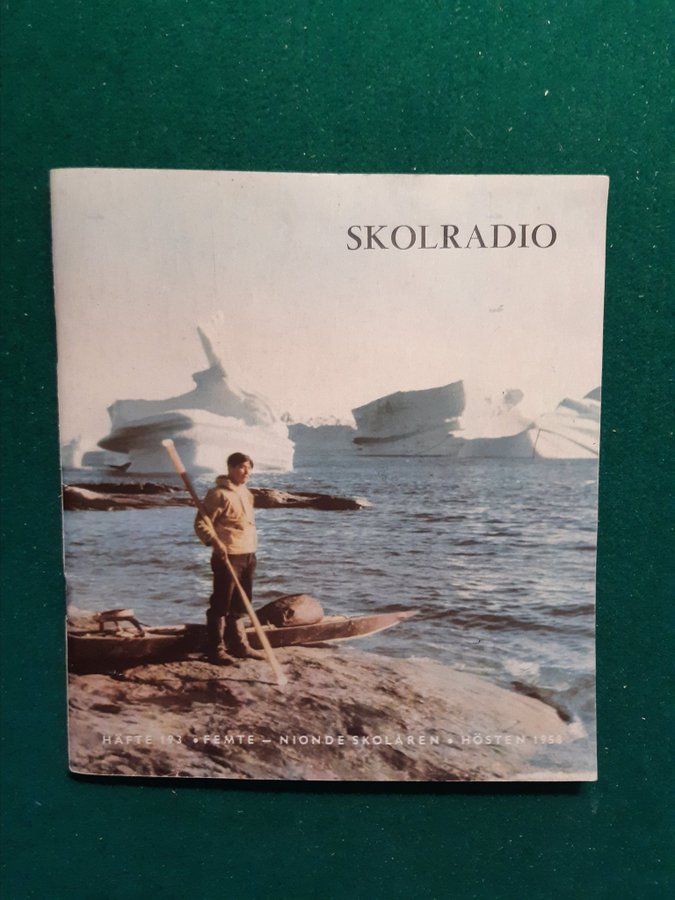 SKOLRADIO
HÄFTE 193 • FEMTE — NIONDE SKOLÅREN • HÖSTEN 1958